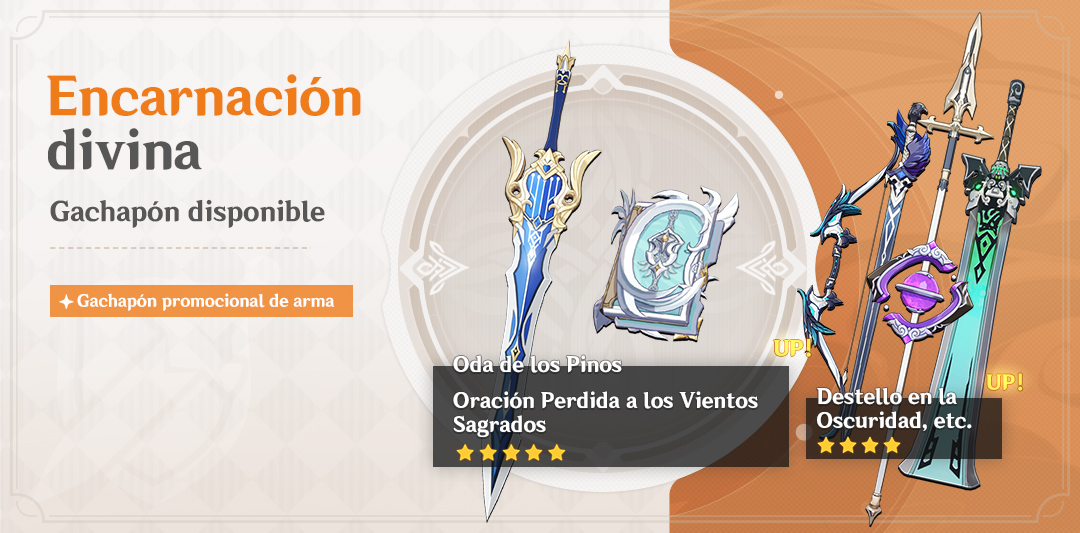 Encarnación
divina
Gachapón disponible
Gachapón promocional de arma
Oda de los Pinos
Oración Perdida a los Vientos
Sagrados
UP!
Destello en la
Oscuridad, etc.
UP!